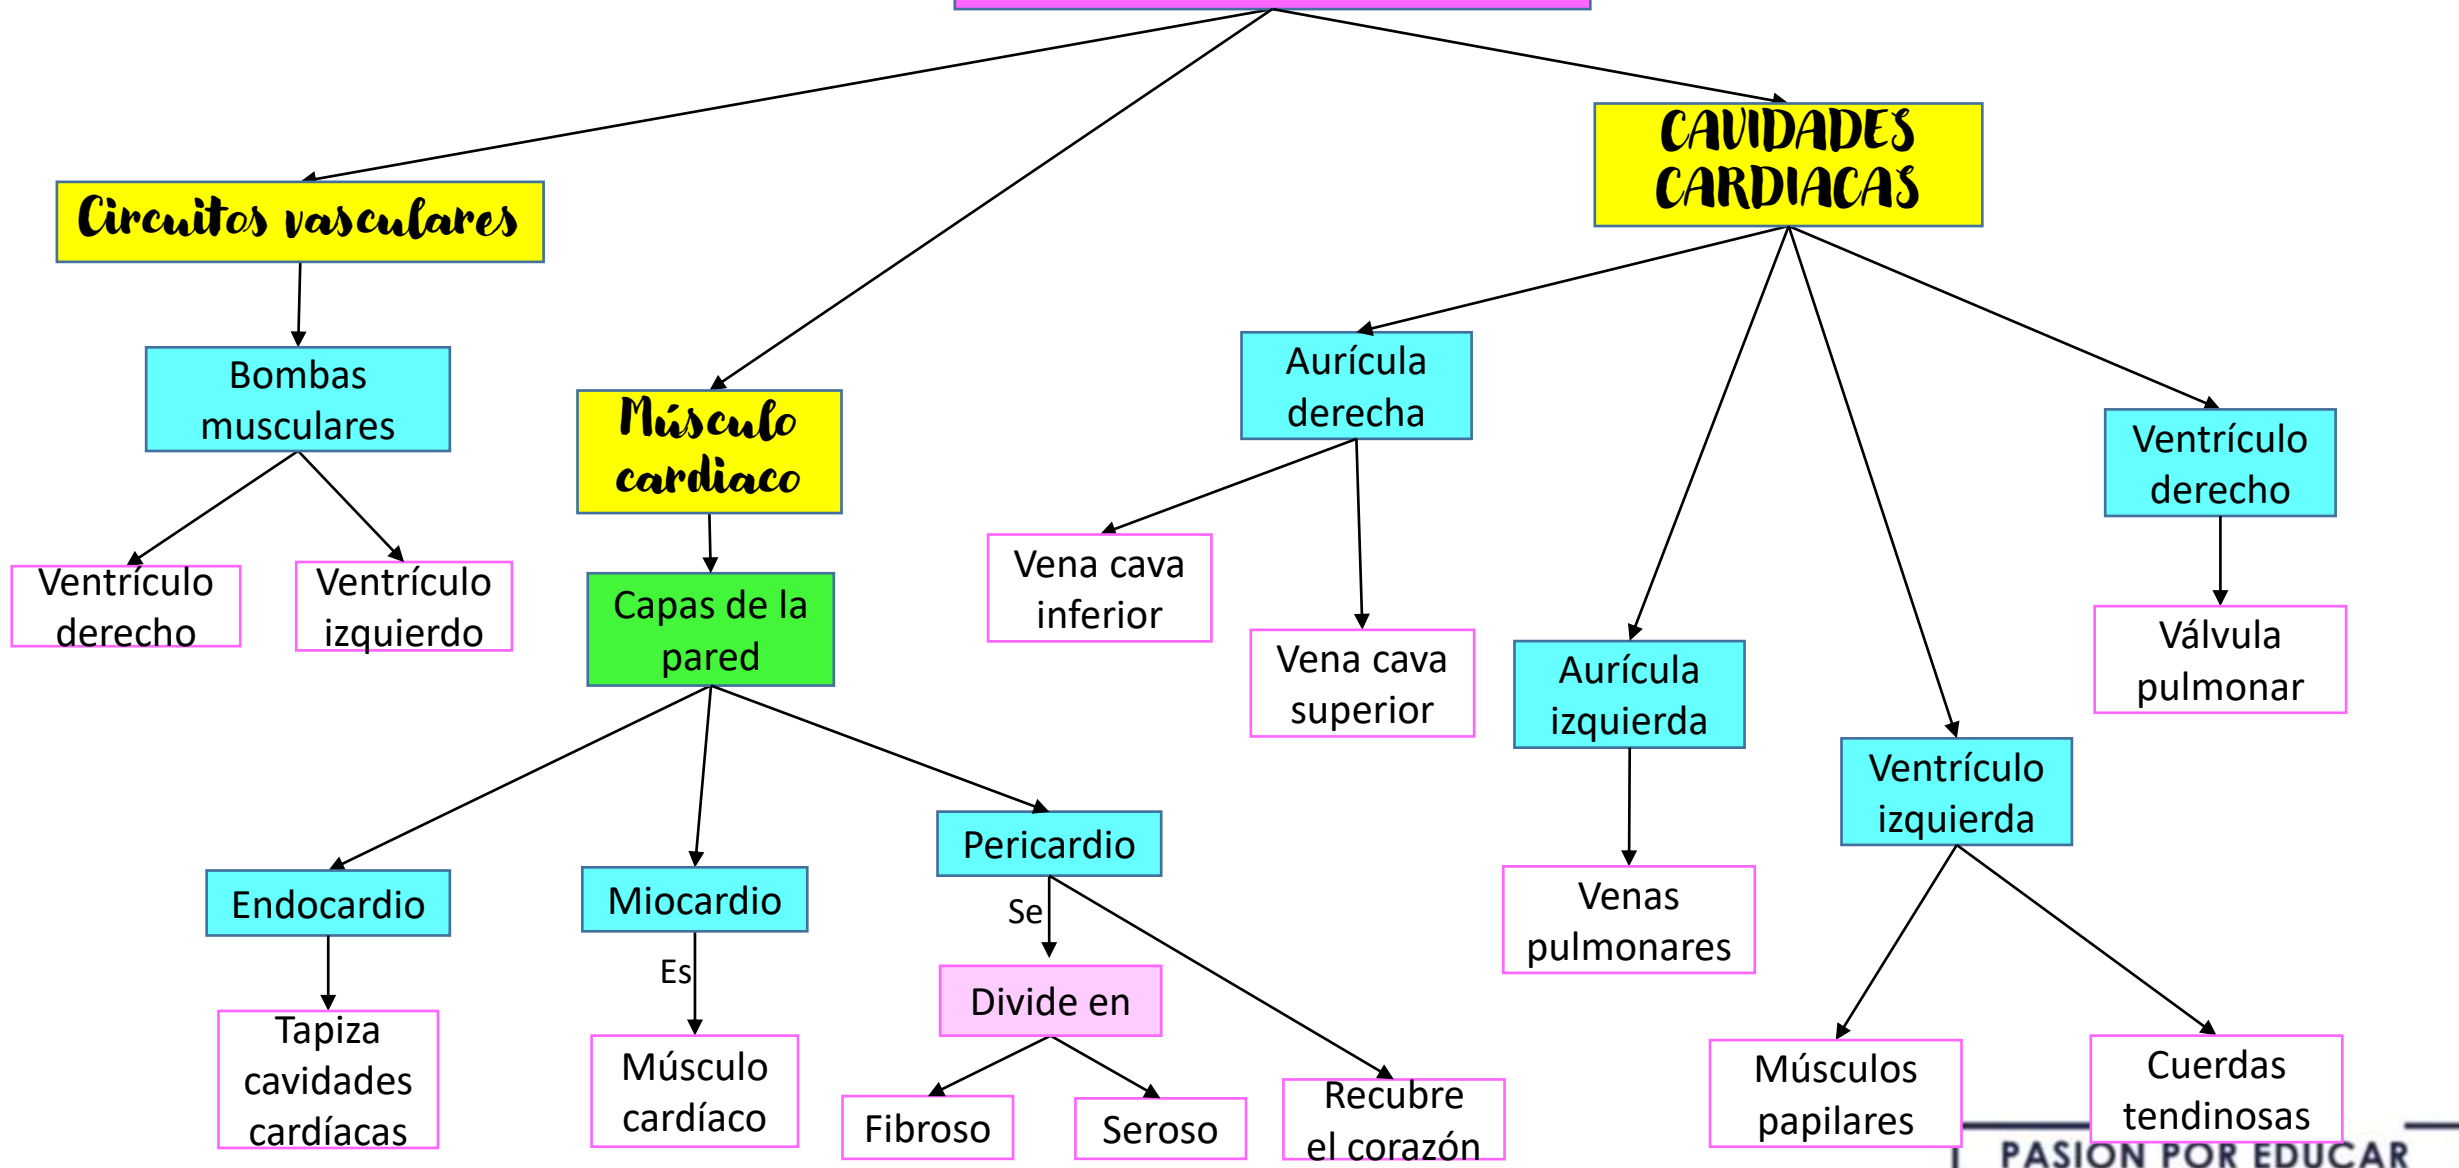 CAVIDADES
CARDIACAS
Circuitos vasculares
Bombas
musculares
Ventrículo
derecho
Ventrículo
izquierdo
Músculo
cardiaco
Capas de la
pared
Endocardio
Tapiza
cavidades
cardíacas
Miocardio
Es
Músculo
cardíaco
Pericardio
Se
Divide en
Fibroso
Seroso
Recubre
el corazón
Aurícula
derecha
Vena cava
inferior
Vena cava
superior
Aurícula
izquierda
Venas
pulmonares
Ventrículo
izquierda
Músculos
papilares
Cuerdas
tendinosas
Ventrículo
derecho
Válvula
pulmonar
PASIÓN POR EDUCAR